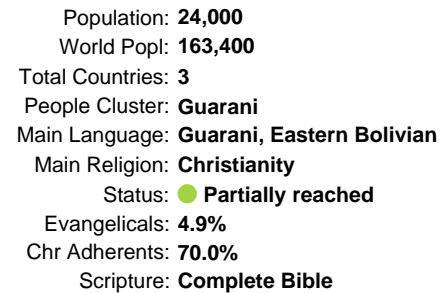 Population: 24,000
World Popl: 163,400
Total Countries: 3
People Cluster: Guarani
Main Language: Guarani, Eastern Bolivian
Main Religion: Christianity
Status: Partially reached
Evangelicals: 4.9%
Chr Adherents: 70.0%
Scripture: Complete Bible